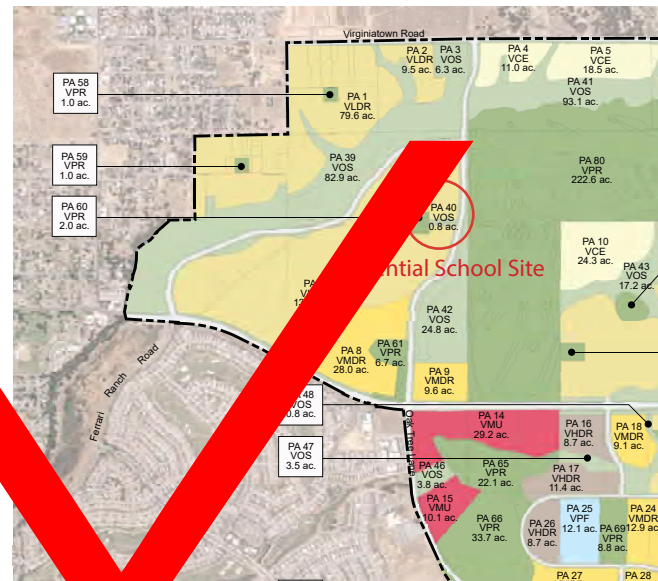 Virginiatown Road
PA 58
VPR
1.0 ac.
PA 59
VPR
1.0 ac.
PA 60
VPR
2.0 ac.
PA 1
VLDR
79.6 ac.
PA 2
VLDR
9.5 ac.
PA 3
VOS
6.3 ac.
PA 4
VCE
11.0 ac.
PA 5
VCE
18.5 ac.
PA 41
VOS
93.1 ac.
PA 39
VOS
82.9 ac.
PA 80
VPR
222.6 ac.
PA 40
VOS
0.8 ac.
School Site
PA 10
VCE
24.3 ac.
PA 43
VOS
17.2 ac.
PA 42
VOS
24.8 ac.
PA 8
VMDR
28.0 ac.
PA 61
VPR
6.7 ac.
PA 9
VMDR
9.6 ac.
Ferrari Ranch Road
48
VOS
0.8 ac.
PA 47
VOS
3.5 ac.
Oak Tree Lane
PA 14
VMU
29.2 ac.
PA 16
VHDR
8.7 ac.
PA 18
VMDR
9.1 ac.
PA 46
VOS
3.8 ac.
PA 65
VPR
22.1 ac.
PA 17
VHDR
11.4 ac.
PA 15
VMU
10.1 ac.
PA 66
VPR
33.7 ac.
PA 26
VHDR
8.7 ac.
PA 25
VPF
12.1 ac.
PA 69
VPR
8.8 ac.
PA 24
VMDR
12.9 ac
PA 27
PA 28